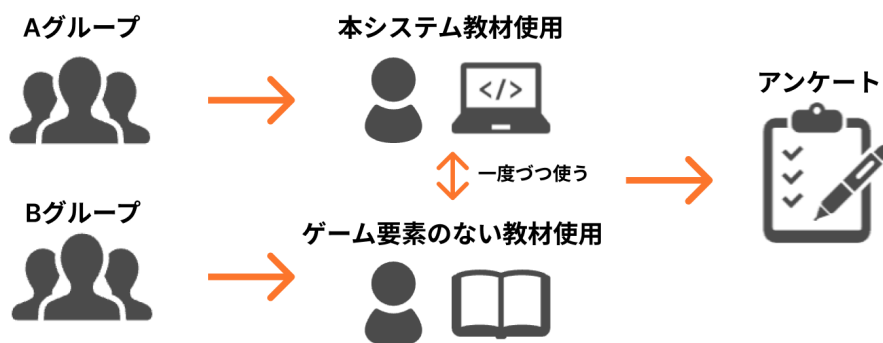 Aグループ
本システム教材使用
</>
アンケート
一度づつ使う
Bグループ
ゲーム要素のない教材使用